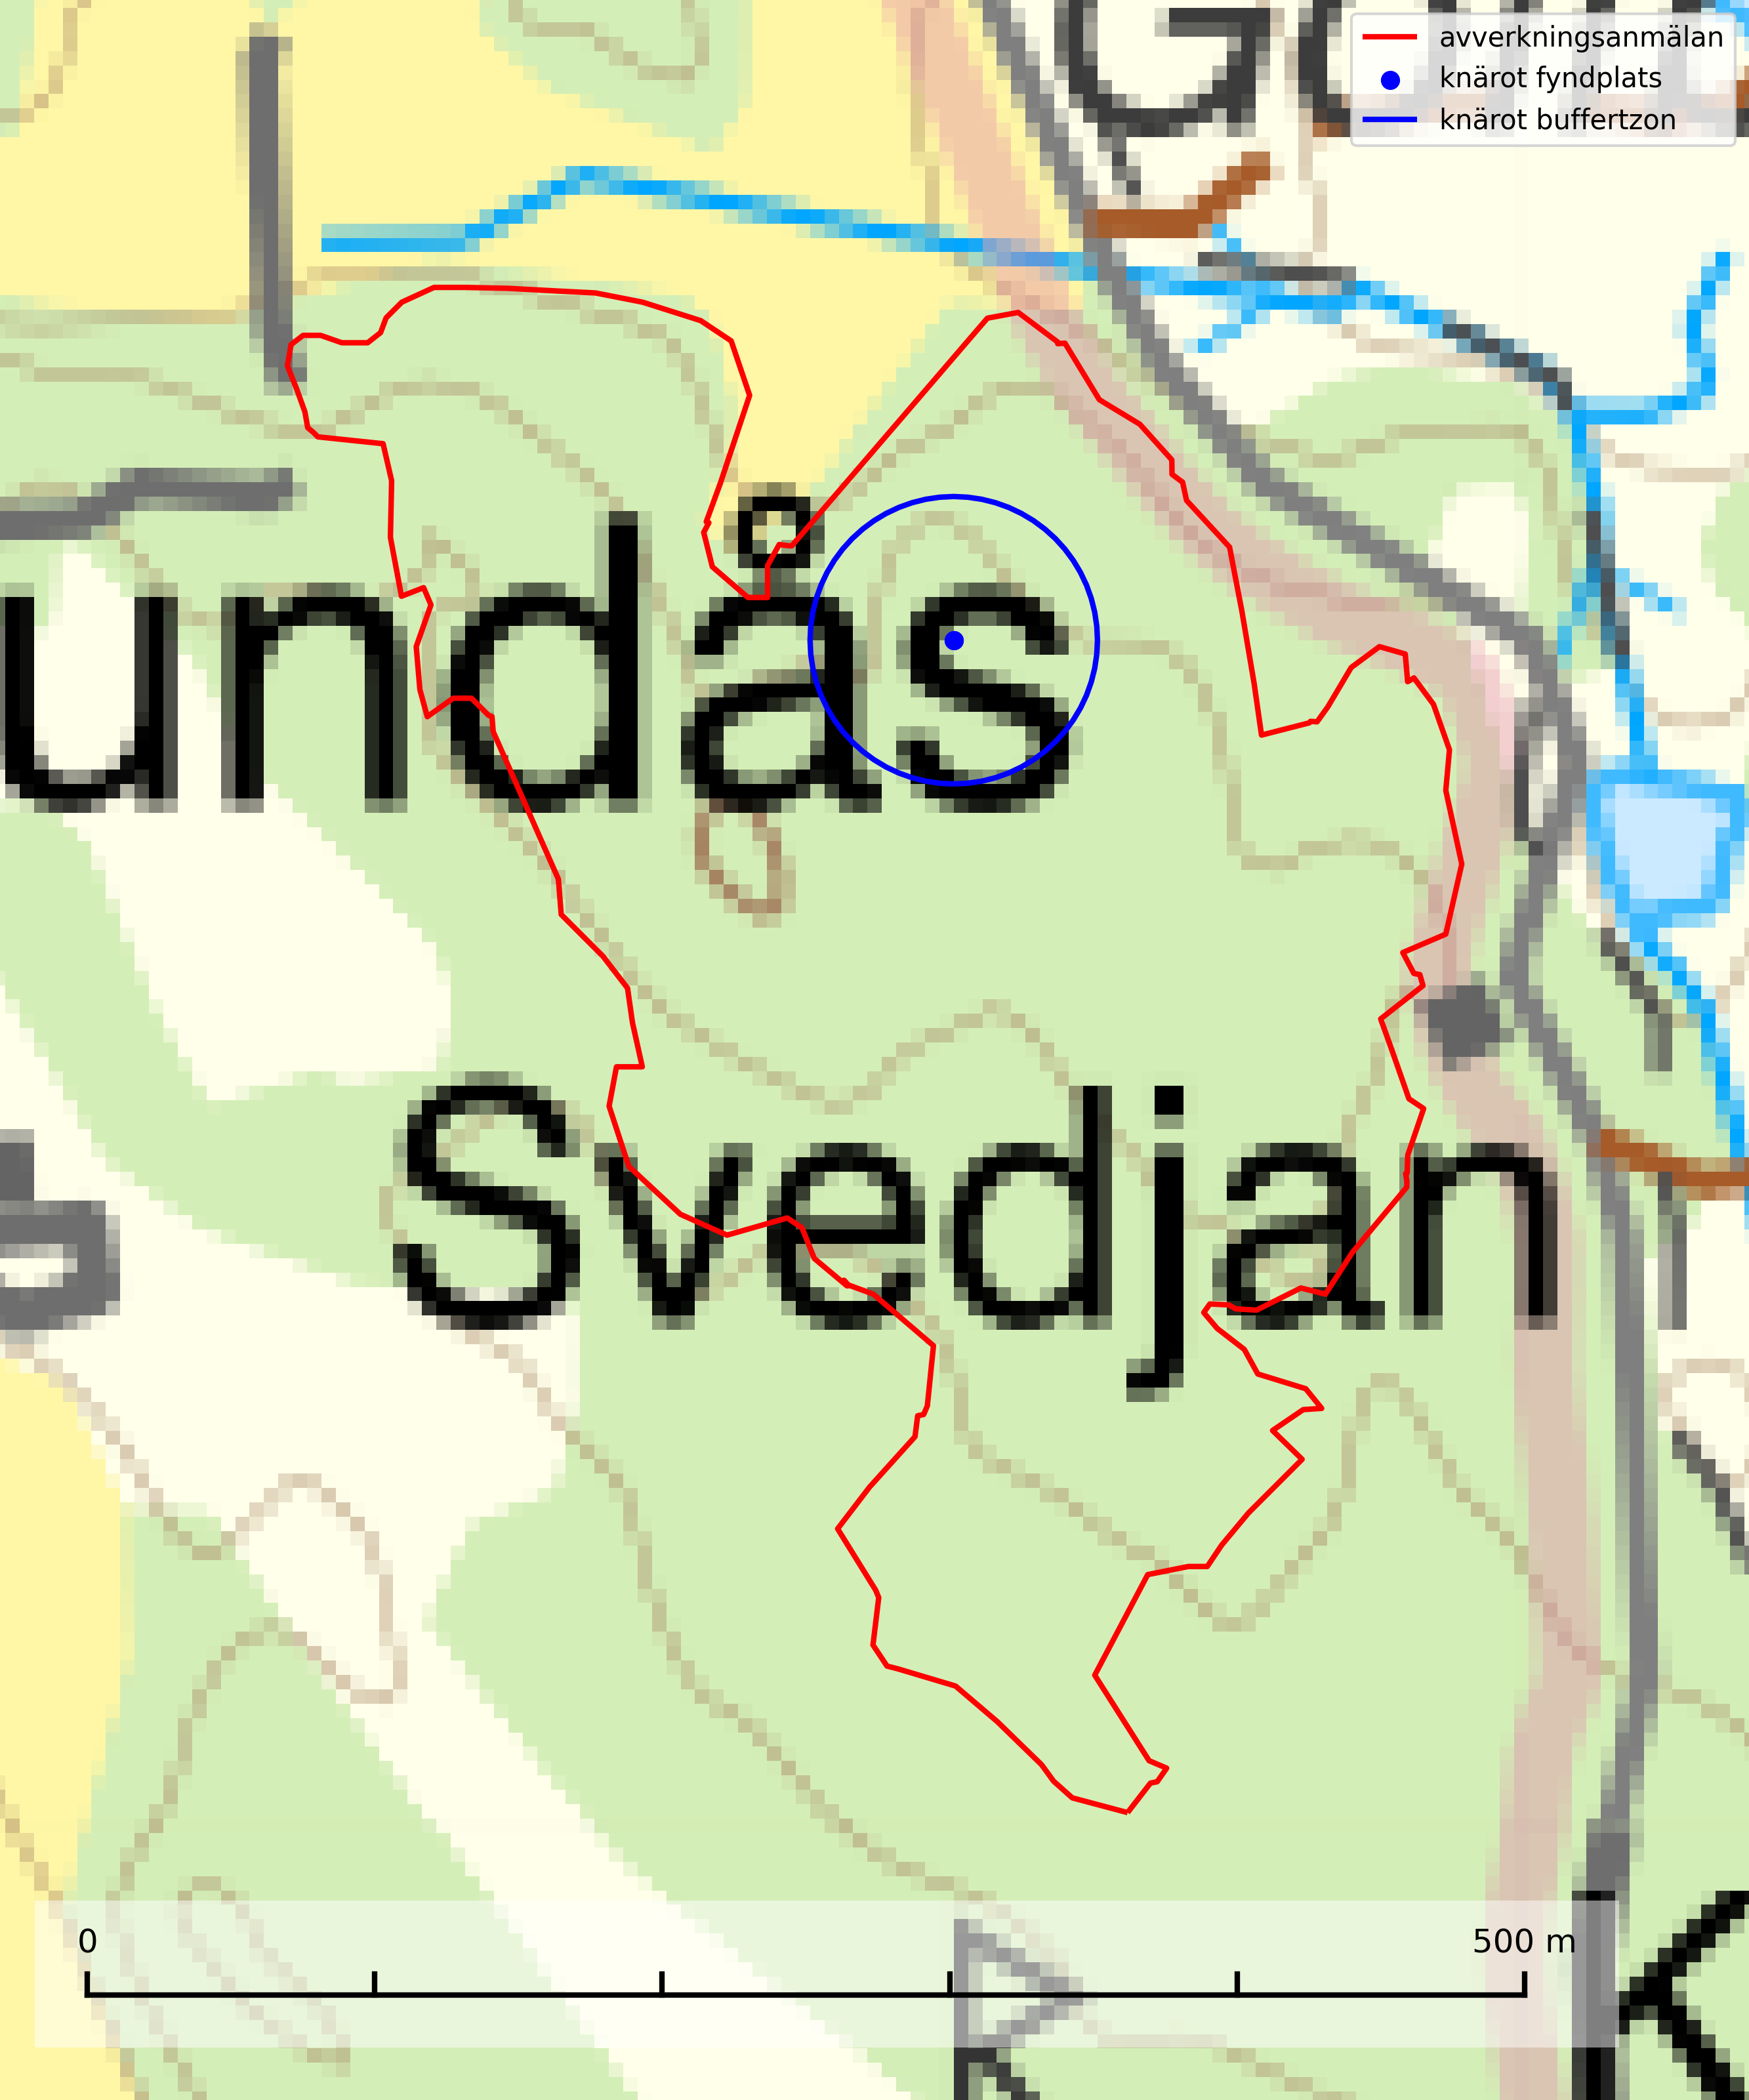 avverkningsanmälan
knärot fyndplats
knärot buffertzon
undås
Svedjan
0
500 m